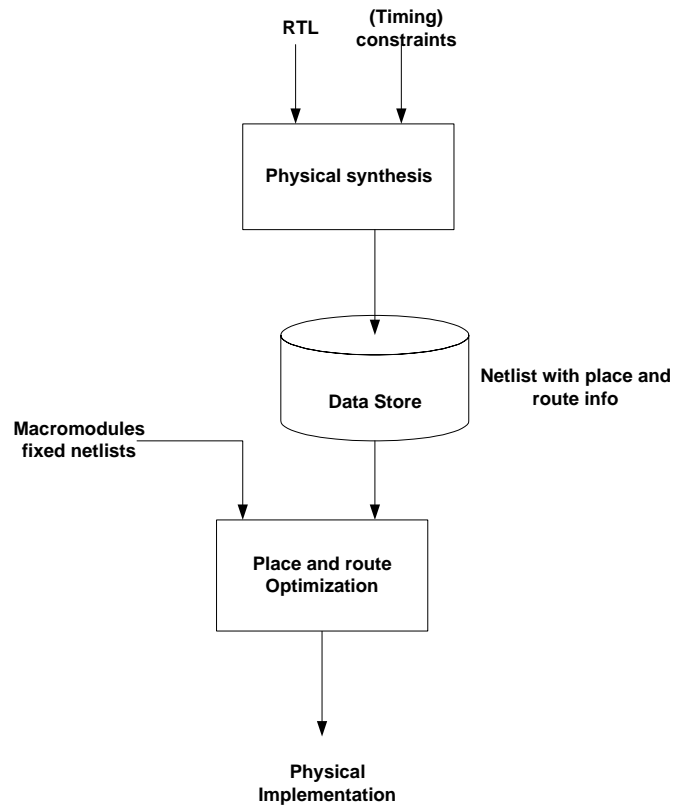 RTL
(Timing)
constraints
Physical synthesis
Data Store
Netlist with place and
route info
Macromodules
fixed netlists
Place and route
Optimization
Physical
Implementation